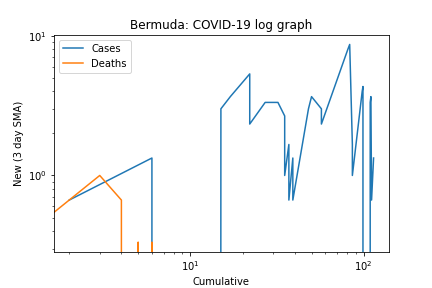 Bermuda: COVID-19 log graph
Cases
Deaths
New (3 day SMA)
10¹
10⁰
10¹
10²
Cumulative